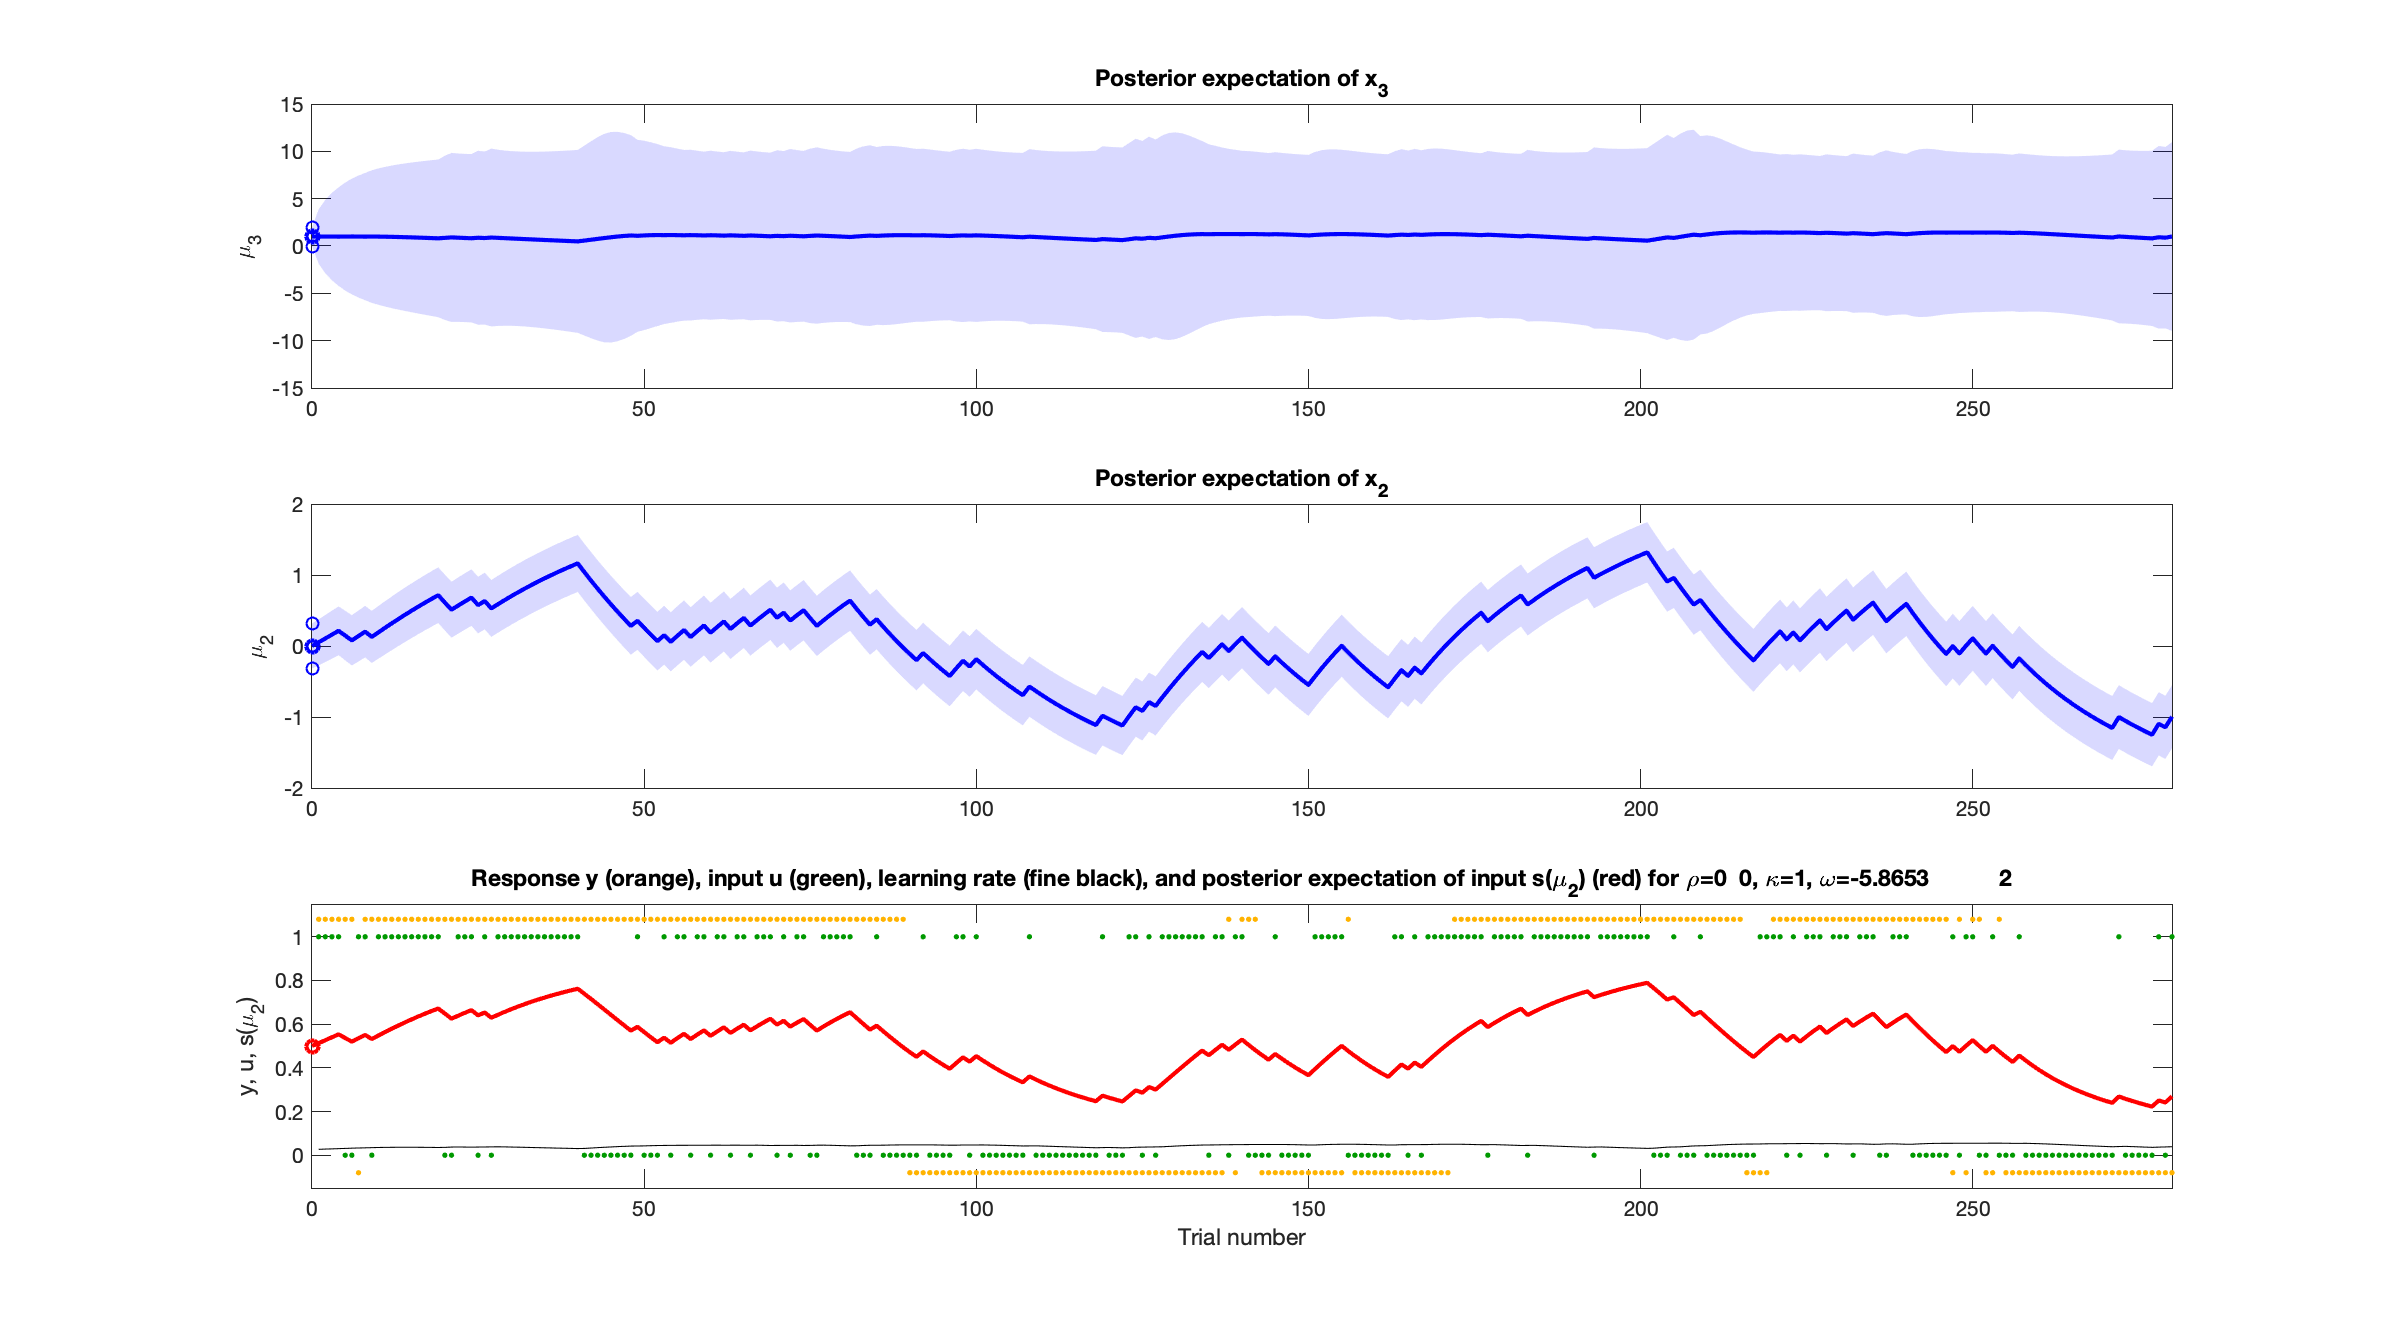 Posterior expectation of x3
15
10
5
0
-5
-10
-15
μ3
0 50 100 150 200 250
Posterior expectation of x2
2
1
0
-1
-2
μ2
0 50 100 150 200 250
Response y (orange), input u (green), learning rate (fine black), and posterior expectation of input s(μ2) (red) for ρ=0 0, κ=1, ω=-5.8653 2
1
0.8
0.6
0.4
0.2
0
y, u, s(μ2)
0 50 100 150 200 250
Trial number